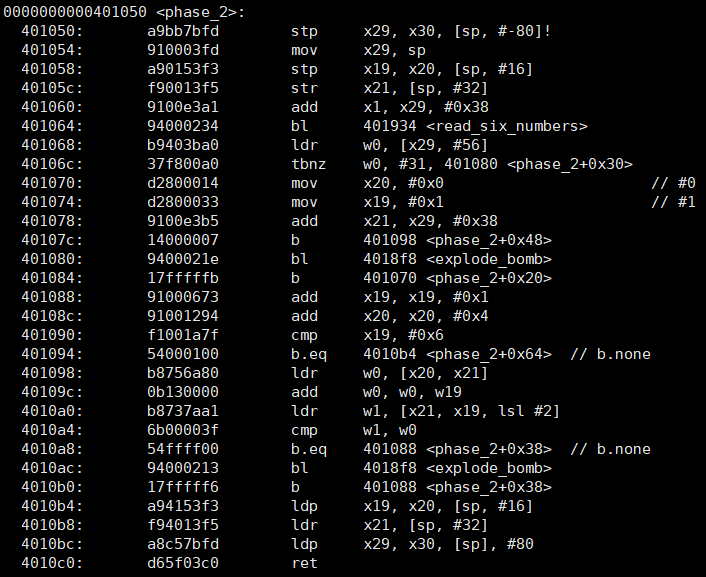 0000000000401050 <phase_2>:
401050: a9bb7bfd stp x29, x30, [sp, #-80]!
401054: 910003fd mov x29, sp
401058: a90153f3 stp x19, x20, [sp, #16]
40105c: f90013f5 str x21, [sp, #32]
401060: 9100e3a1 add x1, x29, #0x38
401064: 94000234 bl 401934 <read_six_numbers>
401068: b9403ba0 ldr w0, [x29, #56]
40106c: 37f800a0 tbnz w0, #31, 401080 <phase_2+0x30>
401070: d2800014 mov x20, #0x0 // #0
401074: d2800033 mov x19, #0x1 // #1
401078: 9100e3b5 add x21, x29, #0x38
40107c: 14000007 b 401098 <phase_2+0x48>
401080: 9400021e bl 4018f8 <explode_bomb>
401084: 17fffffb b 401070 <phase_2+0x20>
401088: 91000673 add x19, x19, #0x1
40108c: 91001294 add x20, x20, #0x4
401090: f1001a7f cmp x19, #0x6
401094: 54000100 b.eq 4010b4 <phase_2+0x64> // b.none
401098: b8756a80 ldr w0, [x20, x21]
40109c: 0b130000 add w0, w0, w19
4010a0: b8737aa1 ldr w1, [x21, x19, lsl #2]
4010a4: 6b00003f cmp w1, w0
4010a8: 54ffff00 b.eq 401088 <phase_2+0x38> // b.none
4010ac: 94000213 bl 4018f8 <explode_bomb>
4010b0: 17fffff6 b 401088 <phase_2+0x38>
4010b4: a94153f3 ldp x19, x20, [sp, #16]
4010b8: f94013f5 ldr x21, [sp, #32]
4010bc: a8c57bfd ldp x29, x30, [sp], #80
4010c0: d65f03c0 ret